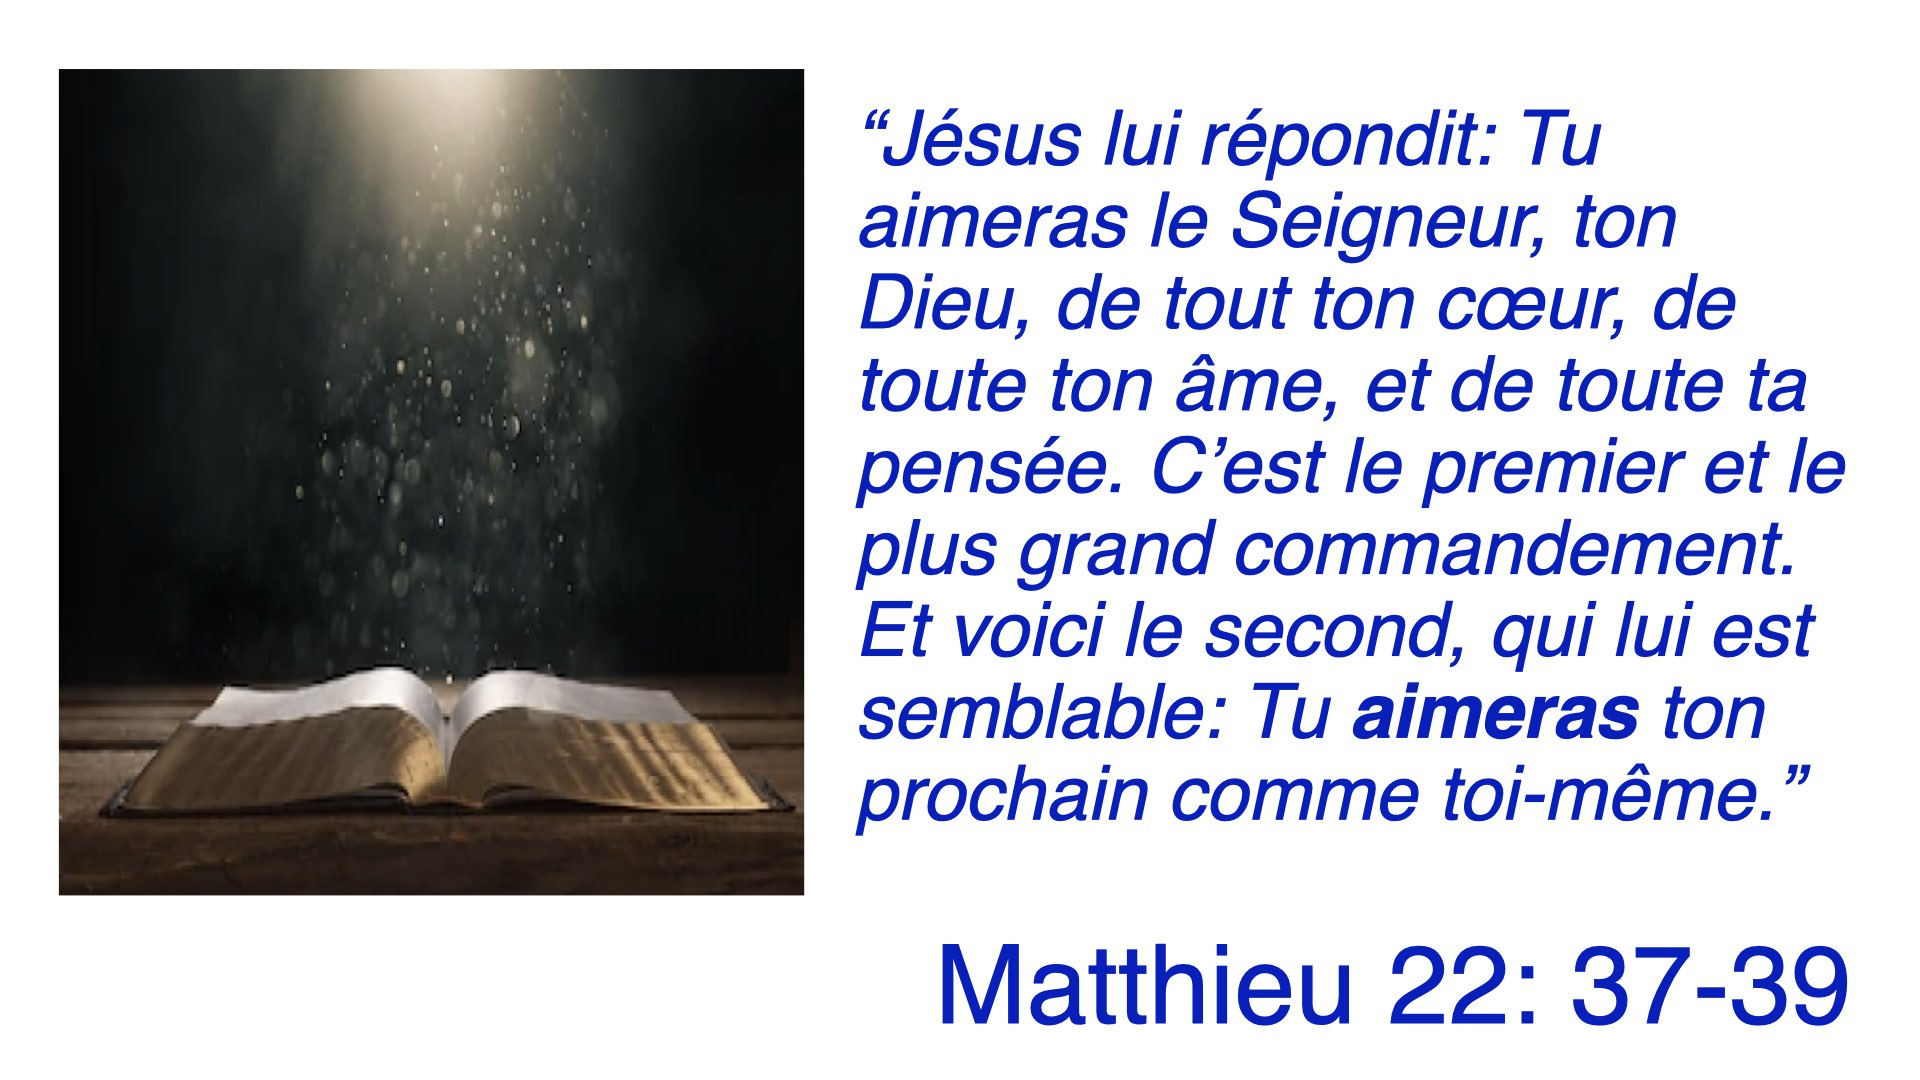 “Jésus lui répondit: Tu
aimeras le Seigneur, ton
Dieu, de tout ton cœur, de
toute ton âme, et de toute ta
pensée. C’est le premier et le
plus grand commandement.
Et voici le second, qui lui est
semblable: Tu aimeras ton
prochain comme toi-même.”
Matthieu 22: 37-39